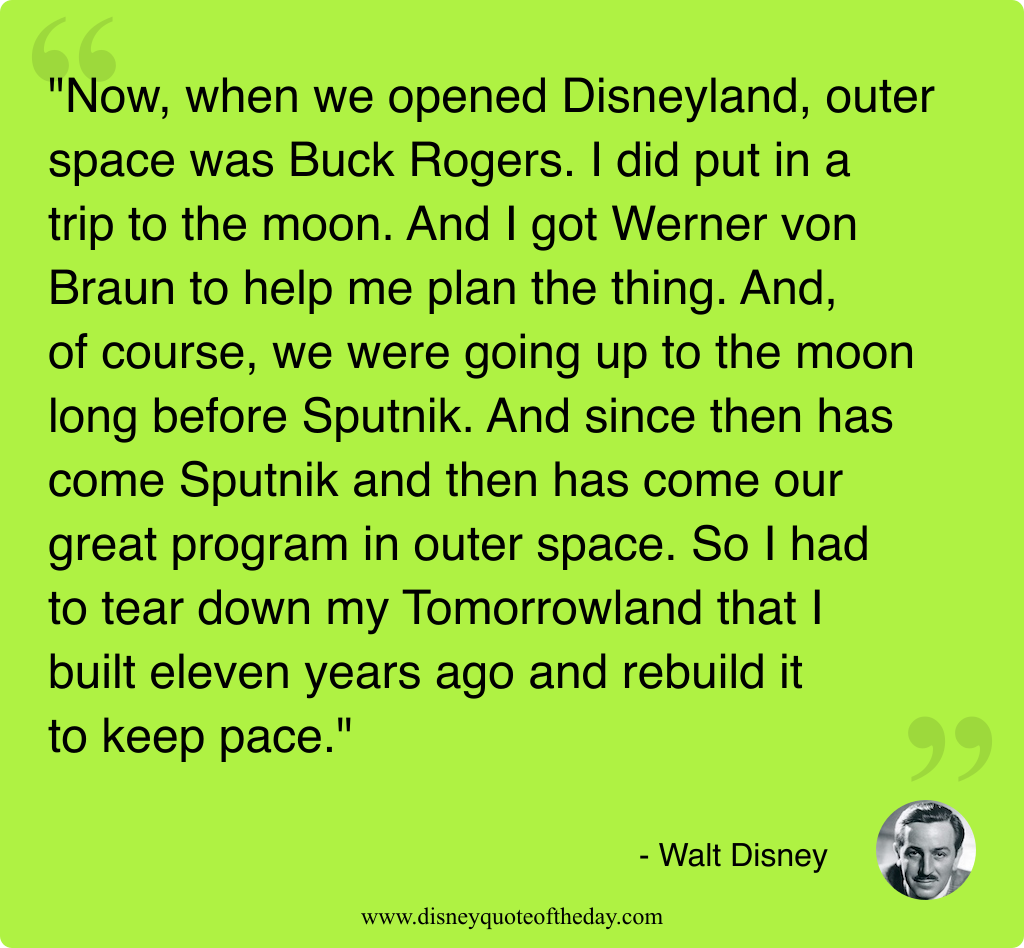 "Now, when we opened Disneyland, outer
space was Buck Rogers. I did put in a
trip to the moon. And I got Werner von
Braun to help me plan the thing. And,
of course, we were going up to the moon
long before Sputnik. And since then has
come Sputnik and then has come our
great program in outer space. So I had
to tear down my Tomorrowland that I
built eleven years ago and rebuild it
to keep pace."
- Walt Disney
www.disneyquoteoftheday.com